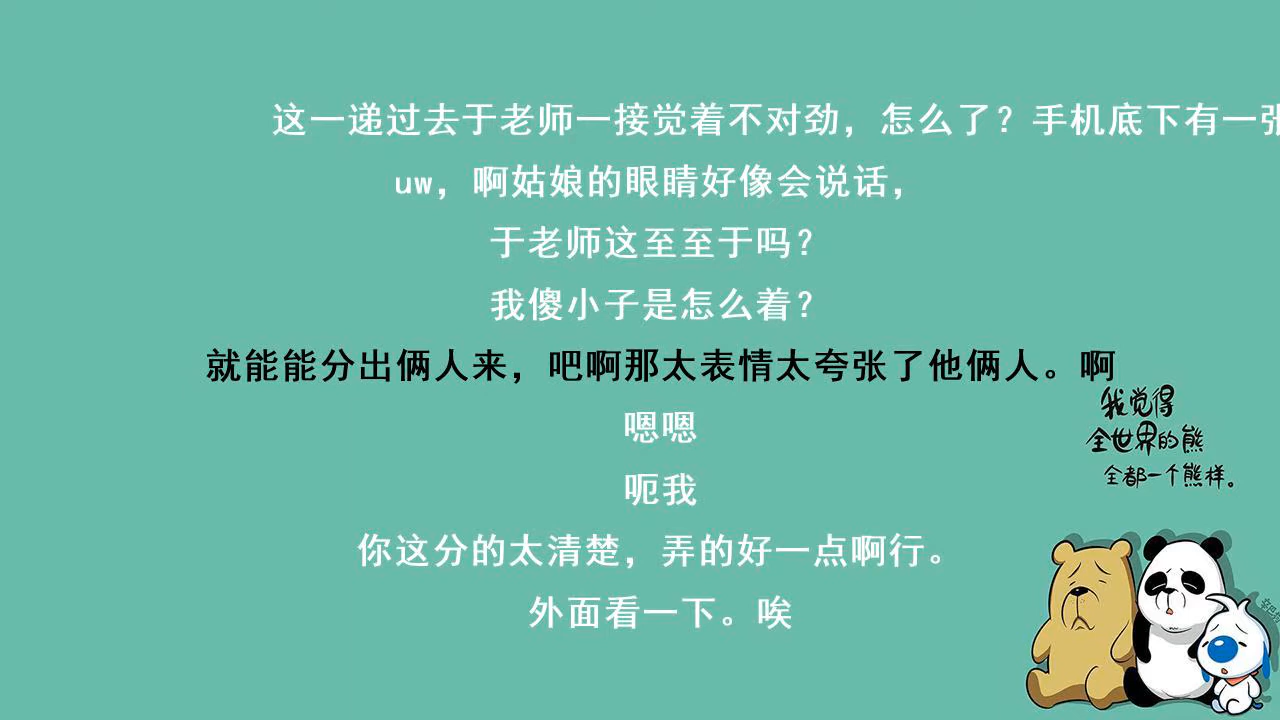 这一递过去于老师一接觉着不对劲，怎么了？手机底下有一张
uw，啊姑娘的眼睛好像会说话，
于老师这至至于吗？
我傻小子是怎么着？
就能能分出俩人来，吧啊那太表情太夸张了他俩人。啊
嗯嗯
呃我
你这分的太清楚，弄的好一点啊行。
外面看一下。唉
我觉得
全世界的熊
全都一个熊样。